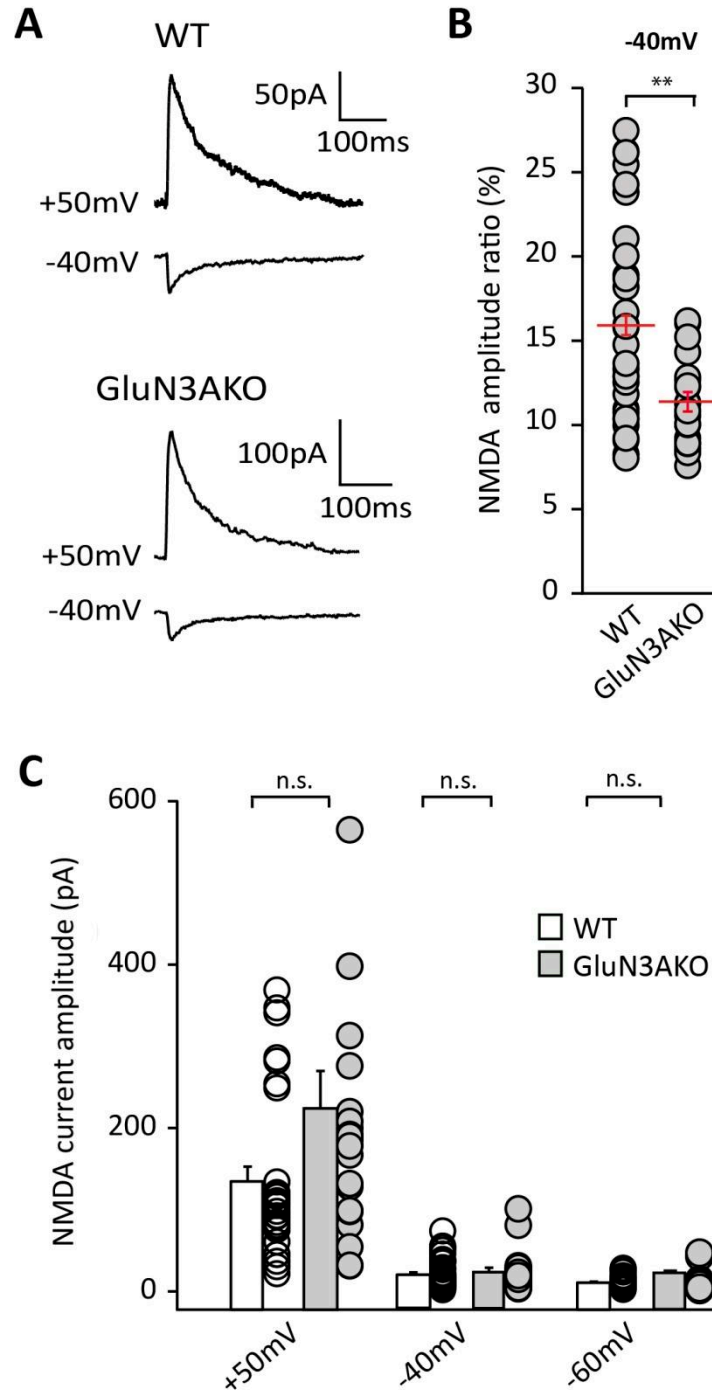 A
WT
50pA
100ms
+50mV
-40mV
GluN3AKO
100pA
100ms
+50mV
-40mV
B
-40mV
**
NMDA amplitude ratio (%)
30
25
20
15
10
5
0
WT
GluN3AKO
C
n.s.
n.s.
n.s.
NMDA current amplitude (pA)
600
400
200
0
WT
GluN3AKO
+50mV
-40mV
-60mV